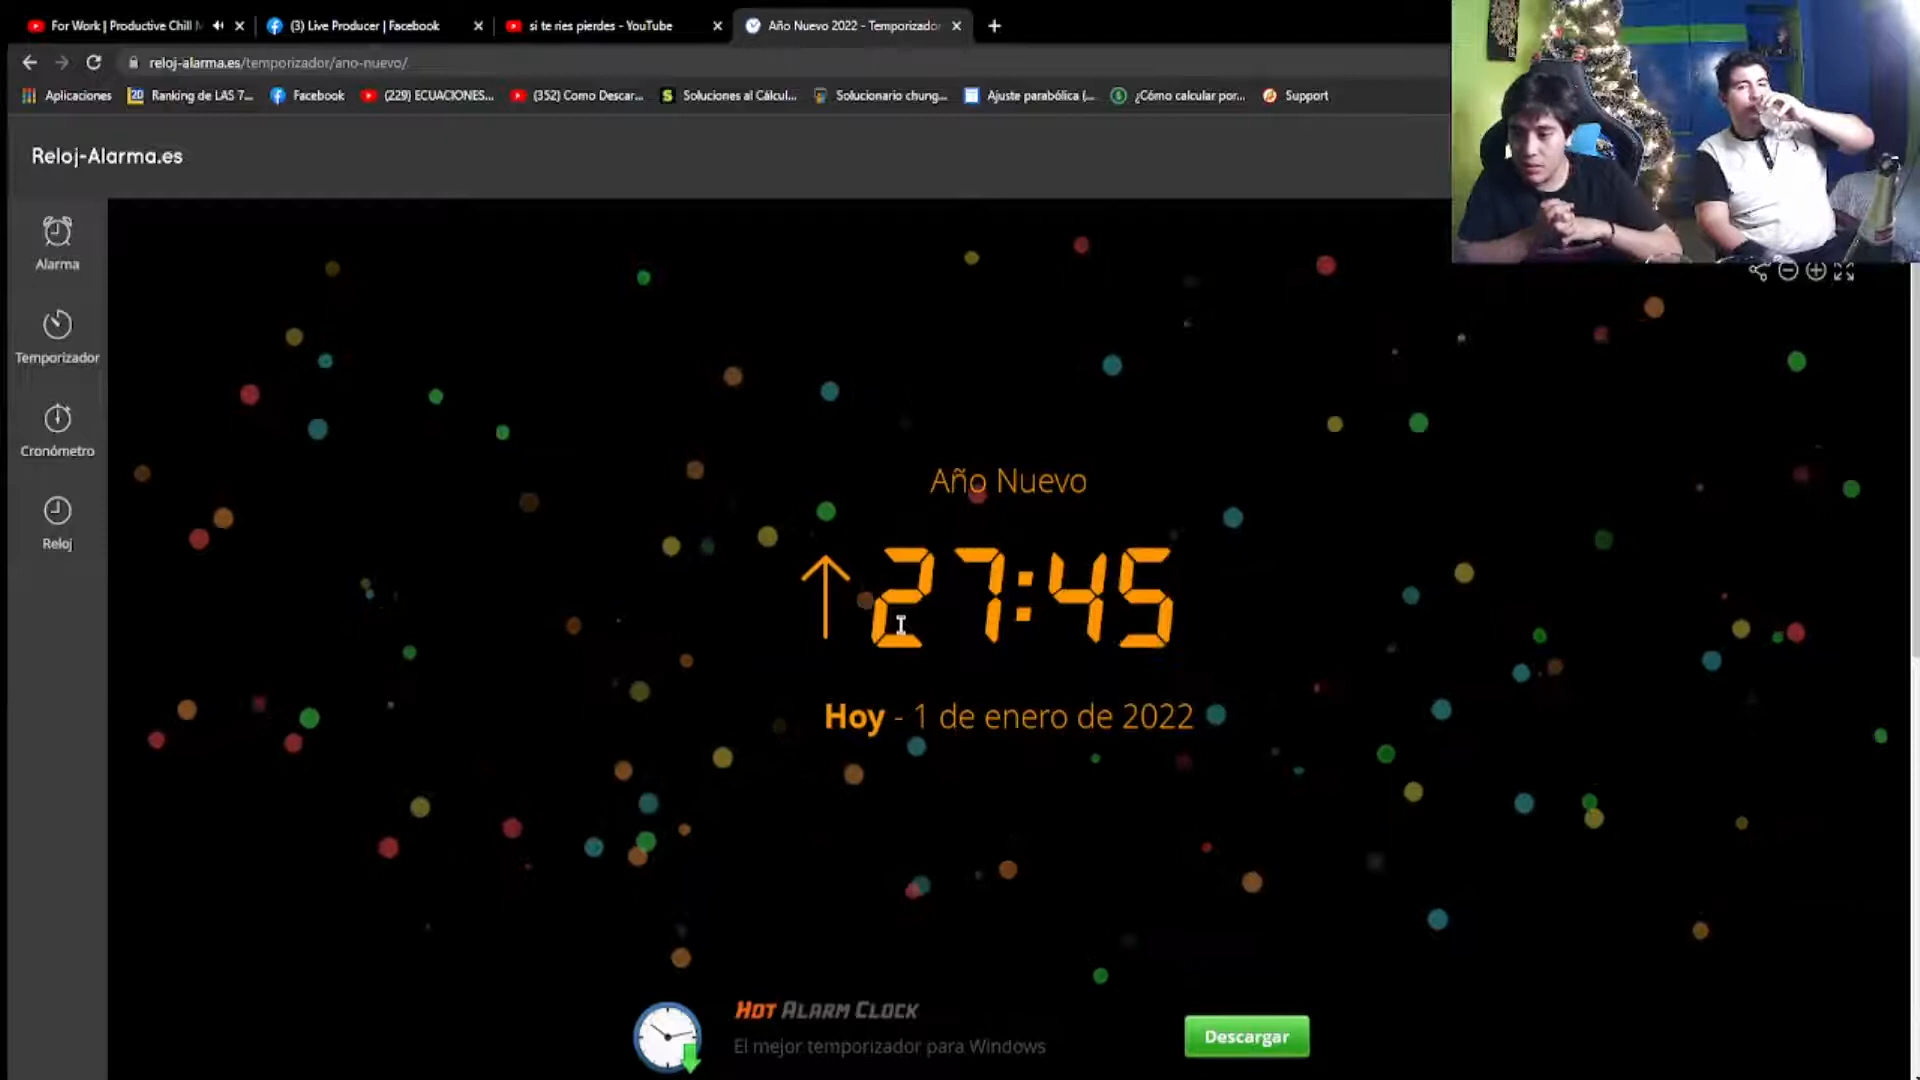 For Work | Productive Chill M
(3) Live Producer | Facebook
si te ries pierdes - YouTube
Año Nuevo 2022 - Temporizador
reloj-alarma.es/temporizador/ano-nuevo/
Aplicaciones
Ranking de LAS 7...
Facebook
(229) ECUACIONES...
(352) Como Descar...
Soluciones al Cálcul...
Solucionario chung...
Ajuste parabólica (...
¿Cómo calcular por...
Support
Reloj-Alarma.es
Alarma
Temporizador
Cronómetro
Reloj
Año Nuevo
↑27:45
Hoy - 1 de enero de 2022
HOT ALARM CLOCK
El mejor temporizador para Windows
Descargar